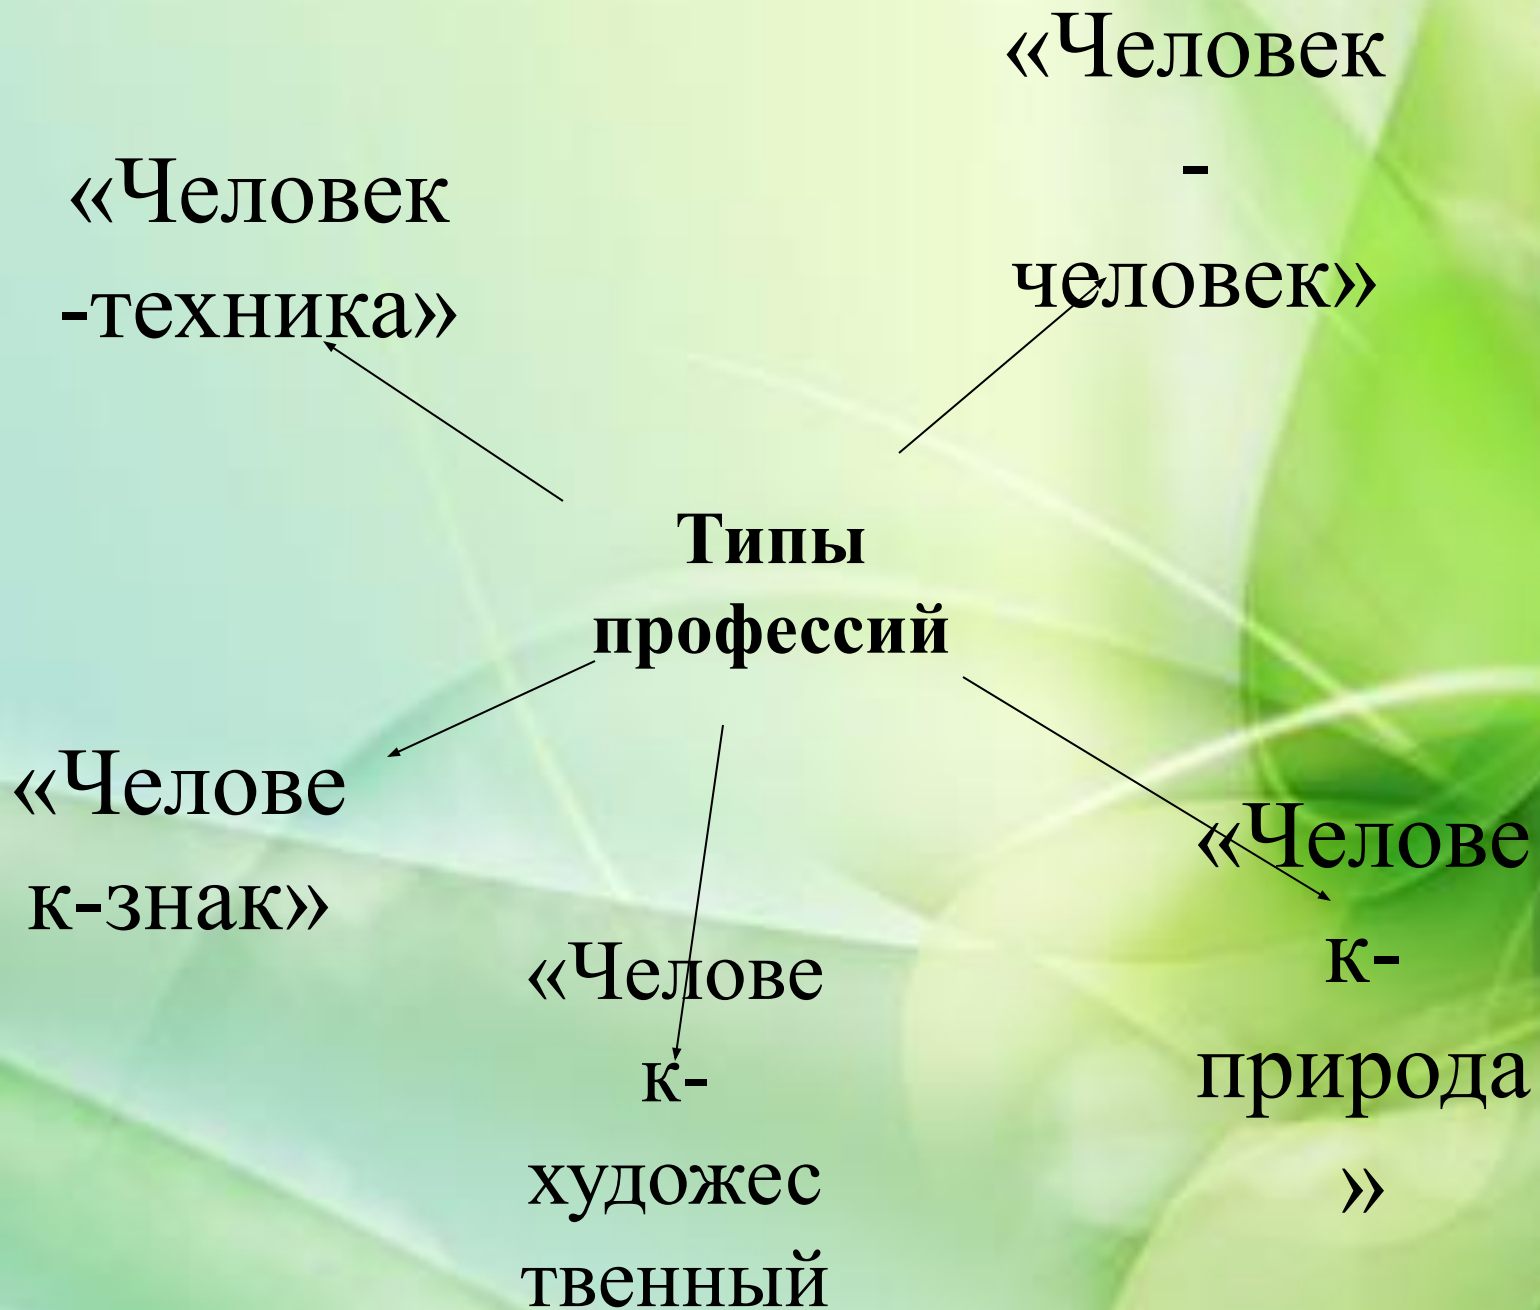 «Человек
-
человек»
«Человек
-техника»
Типы
профессий
«Челове
к-знак»
«Челове
к-
природа
»
«Челове
к-
художес
твенный